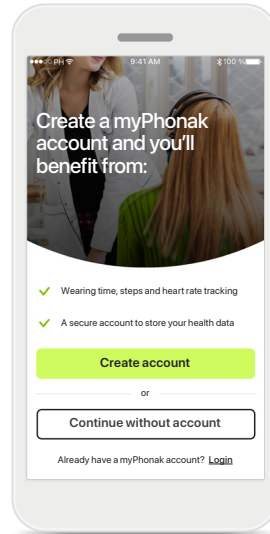 PH 9:41 AM 100 %
Create a myPhonak
account and you'll
benefit from:
Wearing time, steps and heart rate tracking
A secure account to store your health data
Create account
or
Continue without account
Already have a myPhonak account? Login